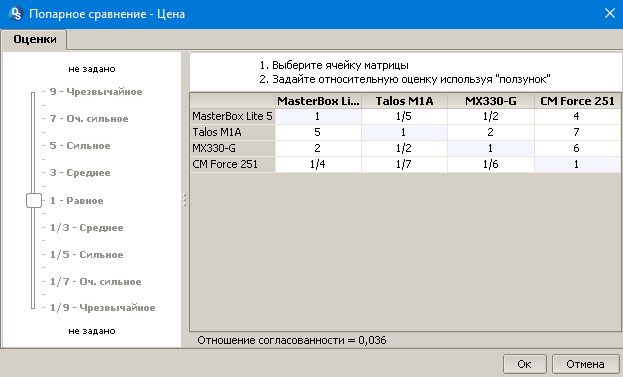 Попарное сравнение - Цена
Оценки
не задано
9 - Чрезвычайное
7 - Оч. сильное
5 - Сильное
3 - Среднее
1 - Равное
1/3 - Среднее
1/5 - Сильное
1/7 - Оч. сильное
1/9 - Чрезвычайное
не задано
1. Выберите ячейку матрицы
2. Задайте относительную оценку используя "ползунок"
MasterBox Li... Talos M1A MX330-G CM Force 251
MasterBox Lite 5 1 1/5 1/2 4
Talos M1A 5 1 2 7
MX330-G 2 1/2 1 6
CM Force 251 1/4 1/7 1/6 1
Отношение согласованности = 0,036
Ок Отмена